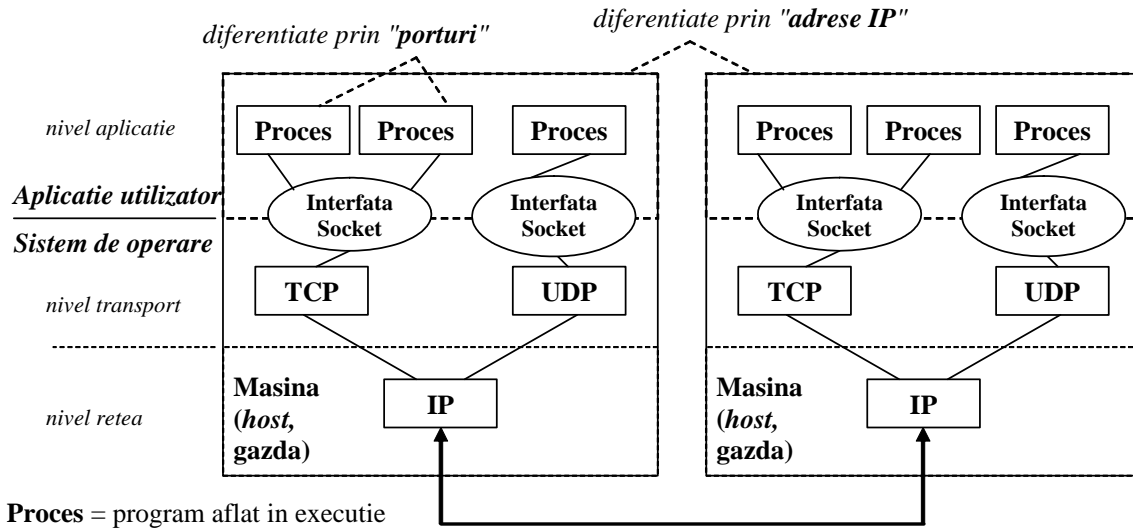 diferentiate prin "porturi"
diferentiate prin "adrese IP"
nivel aplicatie
Proces
Proces
Proces
Proces
Proces
Proces
Aplicatie utilizator
Interfata
Socket
Interfata
Socket
Interfata
Socket
Interfata
Socket
Sistem de operare
nivel transport
TCP
UDP
TCP
UDP
nivel retea
Masina
(host,
gazda)
IP
Masina
(host,
gazda)
IP
Proces = program aflat in executie